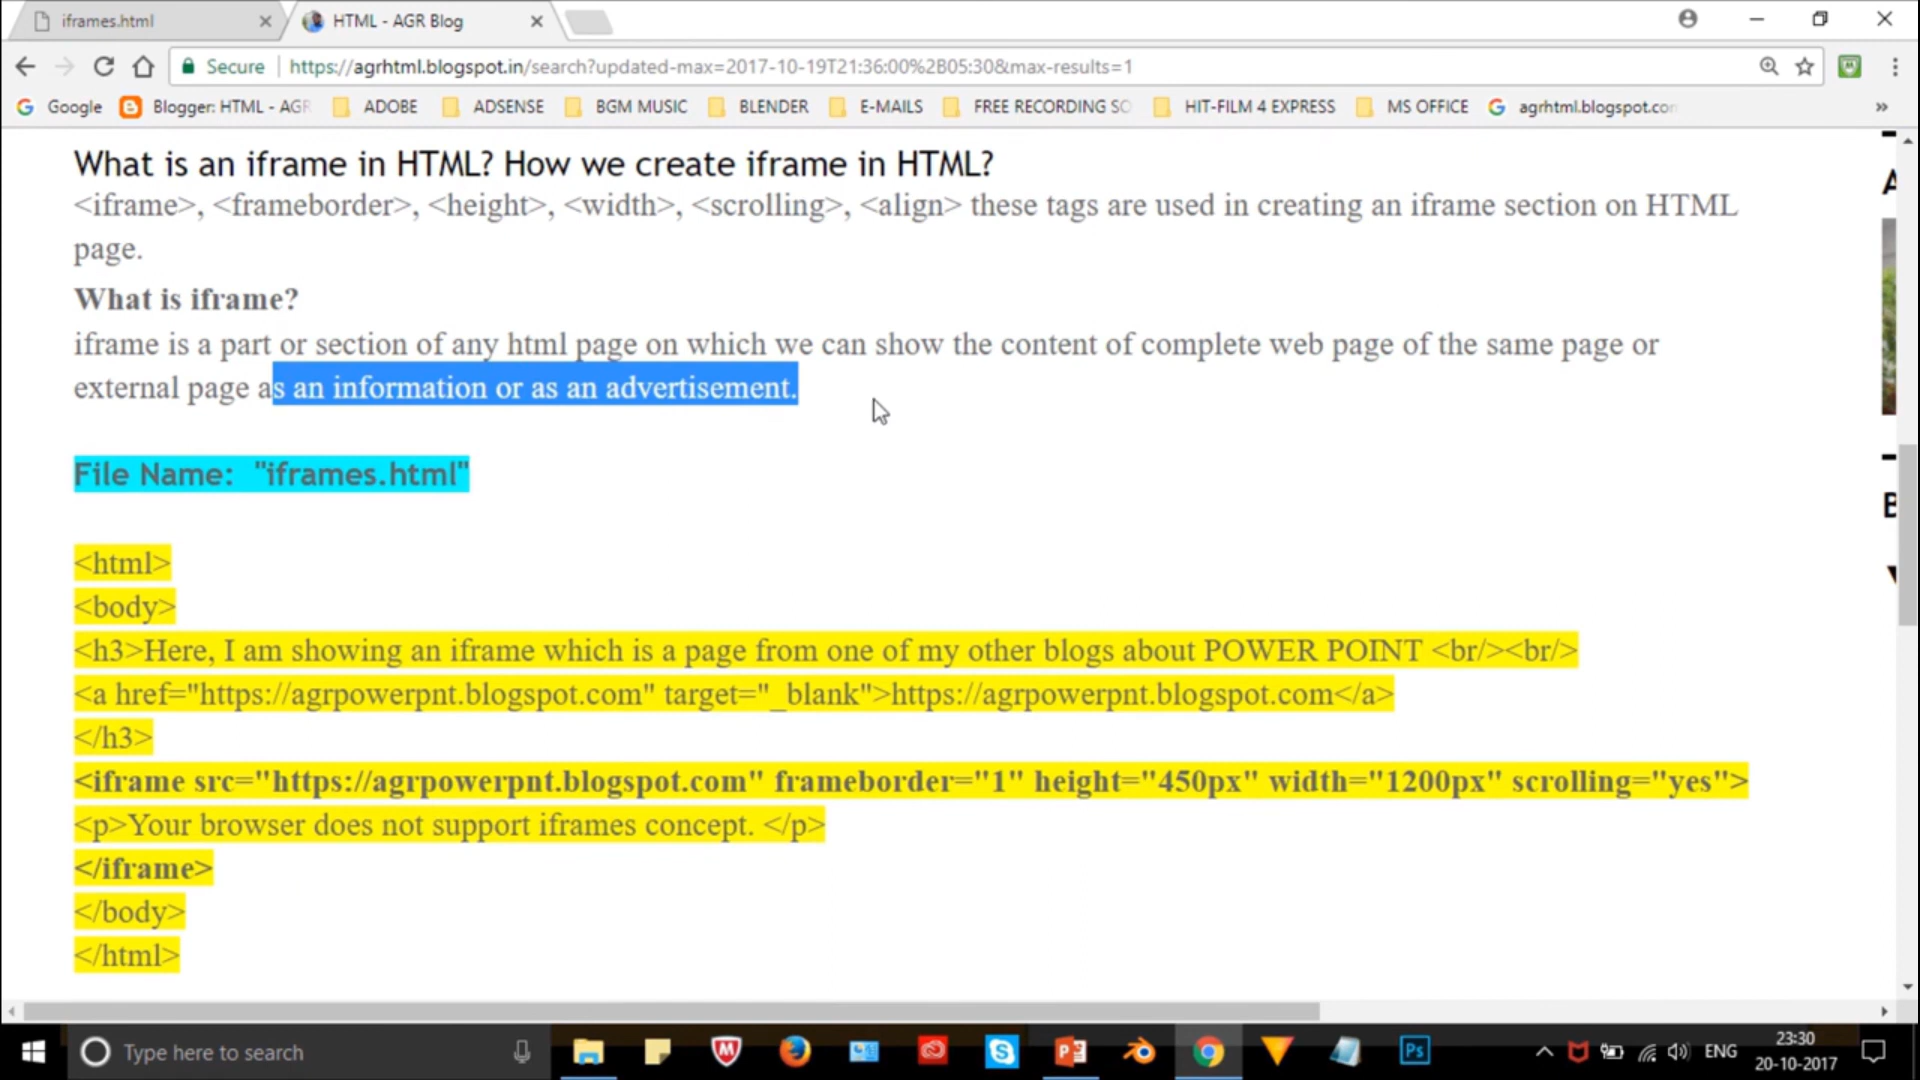 iframes.html
HTML - AGR Blog
Secure
https://agrhtml.blogspot.in/search?updated-max=2017-10-19T21:36:00%2B05:30&max-results=1
Google
Blogger: HTML - AGR
ADOBE
ADSENSE
BGM MUSIC
BLENDER
E-MAILS
FREE RECORDING SO
HIT-FILM 4 EXPRESS
MS OFFICE
agrhtml.blogspot.com
What is an iframe in HTML? How we create iframe in HTML?
<iframe>, <frameborder>, <height>, <width>, <scrolling>, <align> these tags are used in creating an iframe section on HTML
page.
What is iframe?
iframe is a part or section of any html page on which we can show the content of complete web page of the same page or
external page as an information or as an advertisement.
File Name: "iframes.html"
<html>
<body>
<h3>Here, I am showing an iframe which is a page from one of my other blogs about POWER POINT <br/><br/>
<a href="https://agrpowerpnt.blogspot.com" target="_blank">https://agrpowerpnt.blogspot.com</a>
</h3>
<iframe src="https://agrpowerpnt.blogspot.com" frameborder="1" height="450px" width="1200px" scrolling="yes">
<p>Your browser does not support iframes concept. </p>
</iframe>
</body>
</html>
Type here to search
Ps
ENG
23:30
20-10-2017